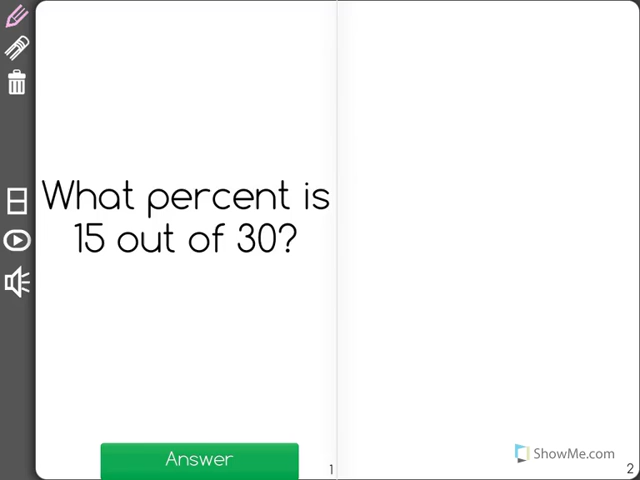 What percent is
15 out of 30?
Answer
1
ShowMe.com
2